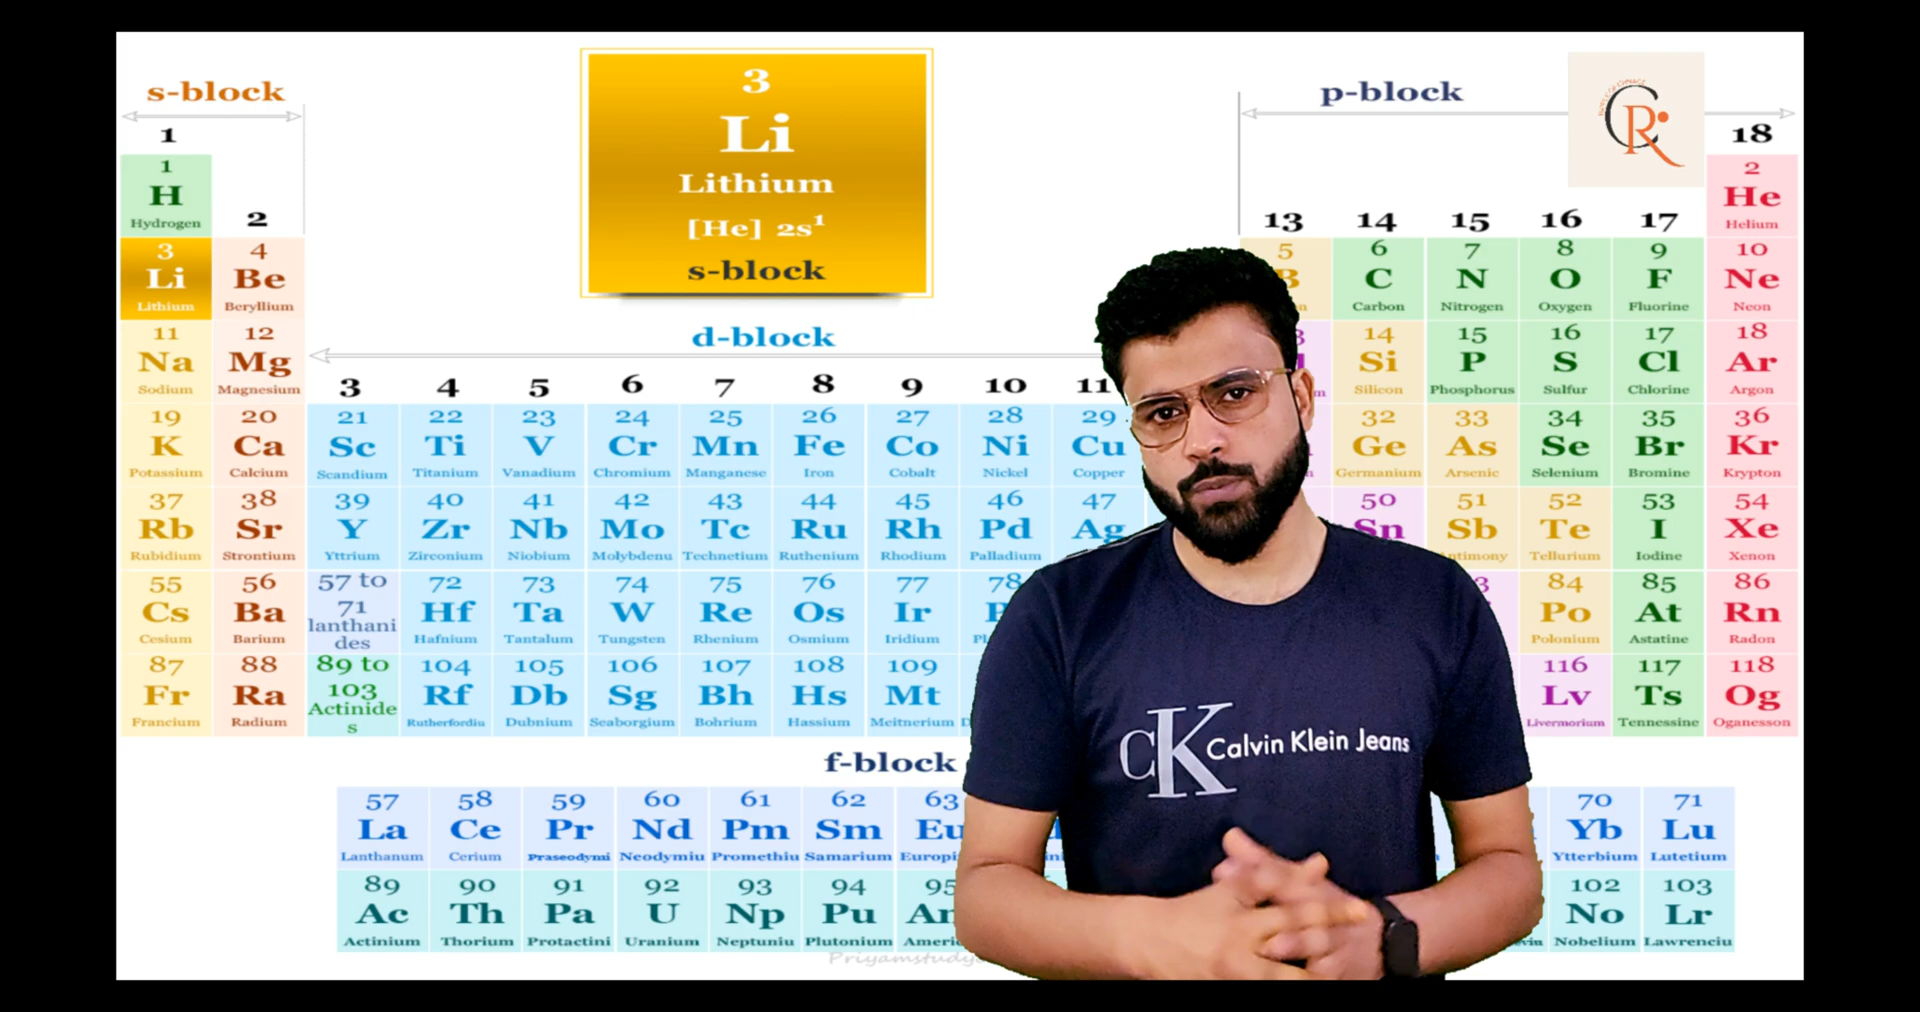 s-block
p-block
1
18
3
Li
Lithium
[He] 2s¹
s-block
1
H
Hydrogen
2
He
Helium
2
13 14 15 16 17
3
Li
Lithium
4
Be
Beryllium
5
B
6
C
Carbon
7
N
Nitrogen
8
O
Oxygen
9
F
Fluorine
10
Ne
Neon
d-block
11
Na
Sodium
12
Mg
Magnesium
14
Si
Silicon
15
P
Phosphorus
16
S
Sulfur
17
Cl
Chlorine
18
Ar
Argon
3 4 5 6 7 8 9 10 11
19
K
Potassium
20
Ca
Calcium
21
Sc
Scandium
22
Ti
Titanium
23
V
Vanadium
24
Cr
Chromium
25
Mn
Manganese
26
Fe
Iron
27
Co
Cobalt
28
Ni
Nickel
29
Cu
Copper
32
Ge
Germanium
33
As
Arsenic
34
Se
Selenium
35
Br
Bromine
36
Kr
Krypton
37
Rb
Rubidium
38
Sr
Strontium
39
Y
Yttrium
40
Zr
Zirconium
41
Nb
Niobium
42
Mo
Molybdenu
43
Tc
Technetium
44
Ru
Ruthenium
45
Rh
Rhodium
46
Pd
Palladium
47
Ag
50
Sn
51
Sb
52
Te
Tellurium
53
I
Iodine
54
Xe
Xenon
55
Cs
Cesium
56
Ba
Barium
57 to
71
lanthani
des
72
Hf
Hafnium
73
Ta
Tantalum
74
W
Tungsten
75
Re
Rhenium
76
Os
Osmium
77
Ir
Iridium
78
84
Po
Polonium
85
At
Astatine
86
Rn
Radon
87
Fr
Francium
88
Ra
Radium
89 to
103
Actinide
s
104
Rf
Rutherfordiu
105
Db
Dubnium
106
Sg
Seaborgium
107
Bh
Bohrium
108
Hs
Hassium
109
Mt
Meitnerium
116
Lv
Livermorium
117
Ts
Tennessine
118
Og
Oganesson
f-block
57
La
Lanthanum
58
Ce
Cerium
59
Pr
Praseodymi
60
Nd
Neodymiu
61
Pm
Promethiu
62
Sm
Samarium
63
Eu
Europi
70
Yb
Ytterbium
71
Lu
Lutetium
89
Ac
Actinium
90
Th
Thorium
91
Pa
Protactini
92
U
Uranium
93
Np
Neptuniu
94
Pu
Plutonium
95
Americ
102
No
Nobelium
103
Lr
Lawrenciu
CK Calvin Klein Jeans
CR
Priyamstudy